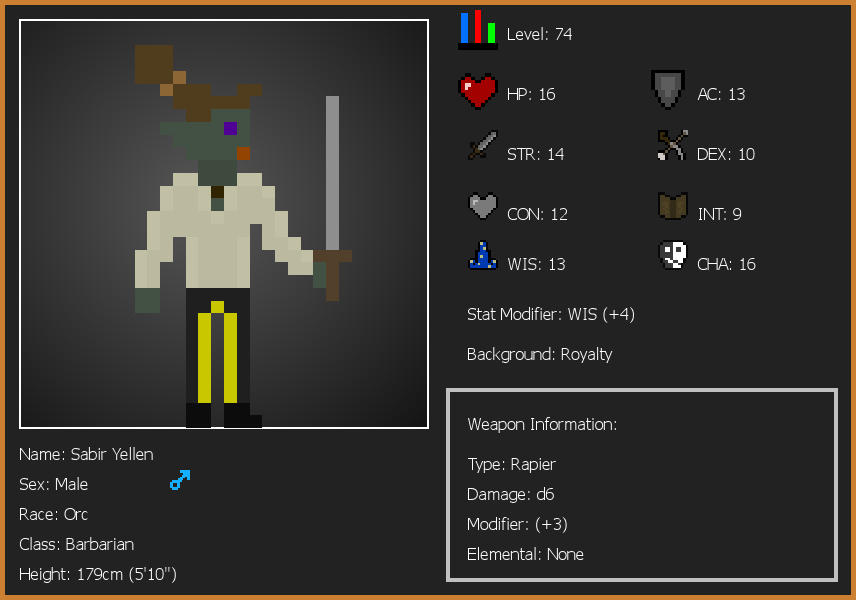 Level: 74
HP: 16
AC: 13
STR: 14
DEX: 10
CON: 12
INT: 9
WIS: 13
CHA: 16
Stat Modifier: WIS (+4)
Background: Royalty
Weapon Information:
Type: Rapier
Damage: d6
Modifier: (+3)
Elemental: None
Name: Sabir Yellen
Sex: Male
Race: Orc
Class: Barbarian
Height: 179cm (5'10")